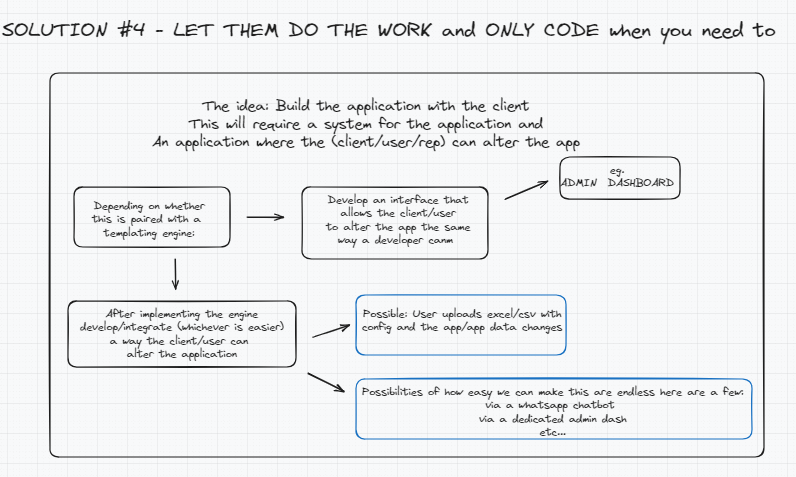 SOLUTION #4 - LET THEM DO THE WORK and ONLY CODE when you need to
The idea: Build the application with the client
This will require a system for the application and
An application where the (client/user/rep) can alter the app
eg.
ADMIN DASHBOARD
Depending on whether
this is paired with a
templating engine:
Develop an interface that
allows the client/user
to alter the app the same
way a developer canm
After implementing the engine
develop/integrate (whichever is easier)
a way the client/user can
alter the application
Possible: User uploads excel/csv with
config and the app/app data changes
Possibilities of how easy we can make this are endless here are a few:
via a whatsapp chatbot
via a dedicated admin dash
etc...